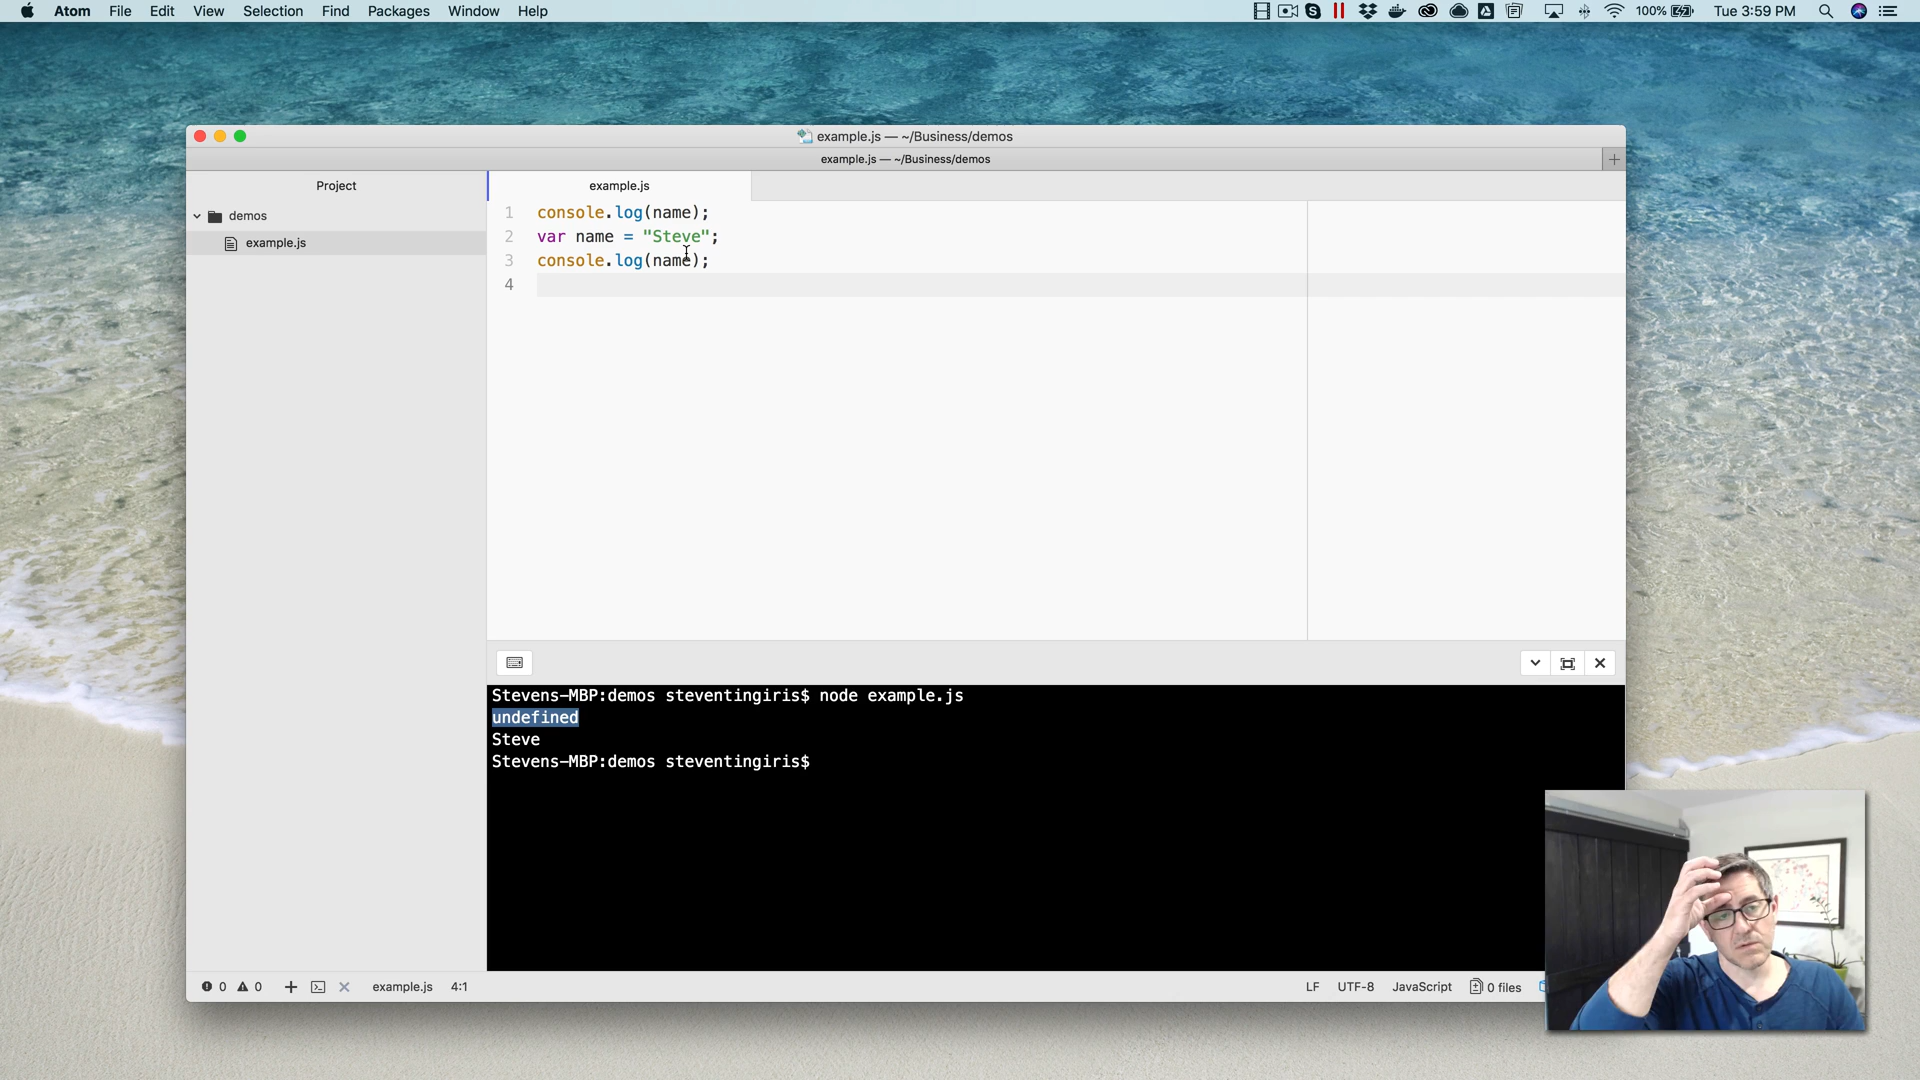 Atom File Edit View Selection Find Packages Window Help 100% Tue 3:59 PM
example.js — ~/Business/demos
example.js — ~/Business/demos
Project
demos
example.js
example.js
1 console.log(name);
2 var name = "Steve";
3 console.log(name);
4
Stevens-MBP:demos steventingiris$ node example.js
undefined
Steve
Stevens-MBP:demos steventingiris$
0 0 example.js 4:1 LF UTF-8 JavaScript 0 files